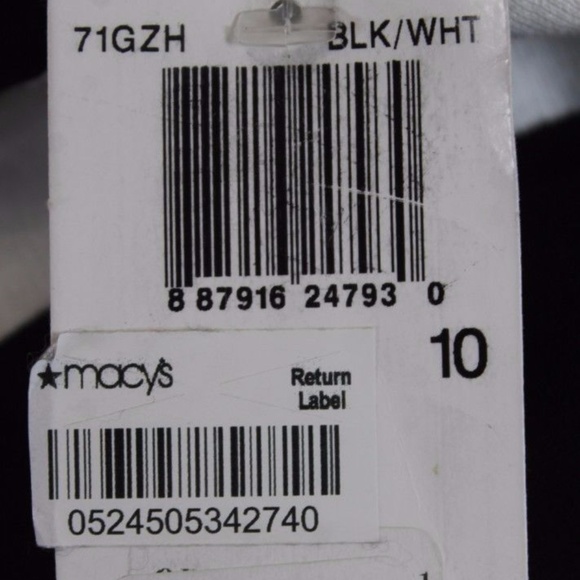 71GZH BLK/WHT
8 87916 24793 0
10
★macy's Return
Label
0524505342740